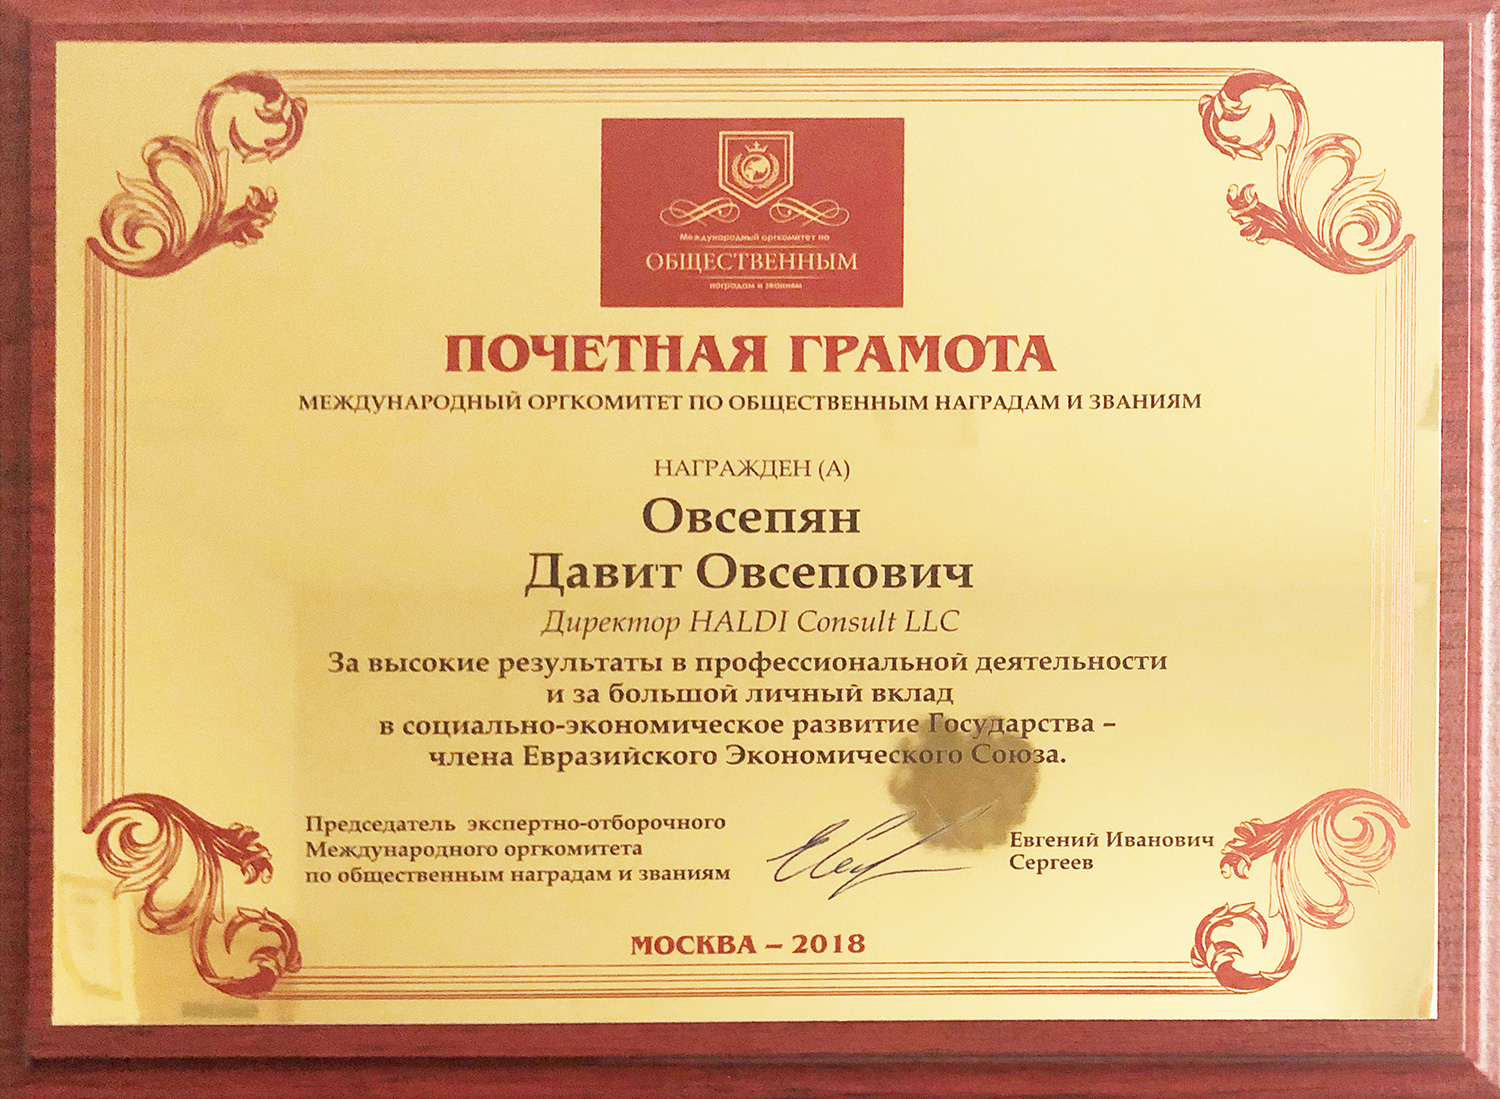 Международный оргкомитет по
ОБЩЕСТВЕННЫМ
наградам и званиям
ПОЧЕТНАЯ ГРАМОТА
МЕЖДУНАРОДНЫЙ ОРГКОМИТЕТ ПО ОБЩЕСТВЕННЫМ НАГРАДАМ И ЗВАНИЯМ
НАГРАЖДЕН (А)
Овсепян
Давит Овсепович
Директор HALDI Consult LLC
За высокие результаты в профессиональной деятельности
и за большой личный вклад
в социально-экономическое развитие Государства –
члена Евразийского Экономического Союза.
Председатель экспертно-отборочного
Международного оргкомитета
по общественным наградам и званиям
Евгений Иванович
Сергеев
МОСКВА – 2018